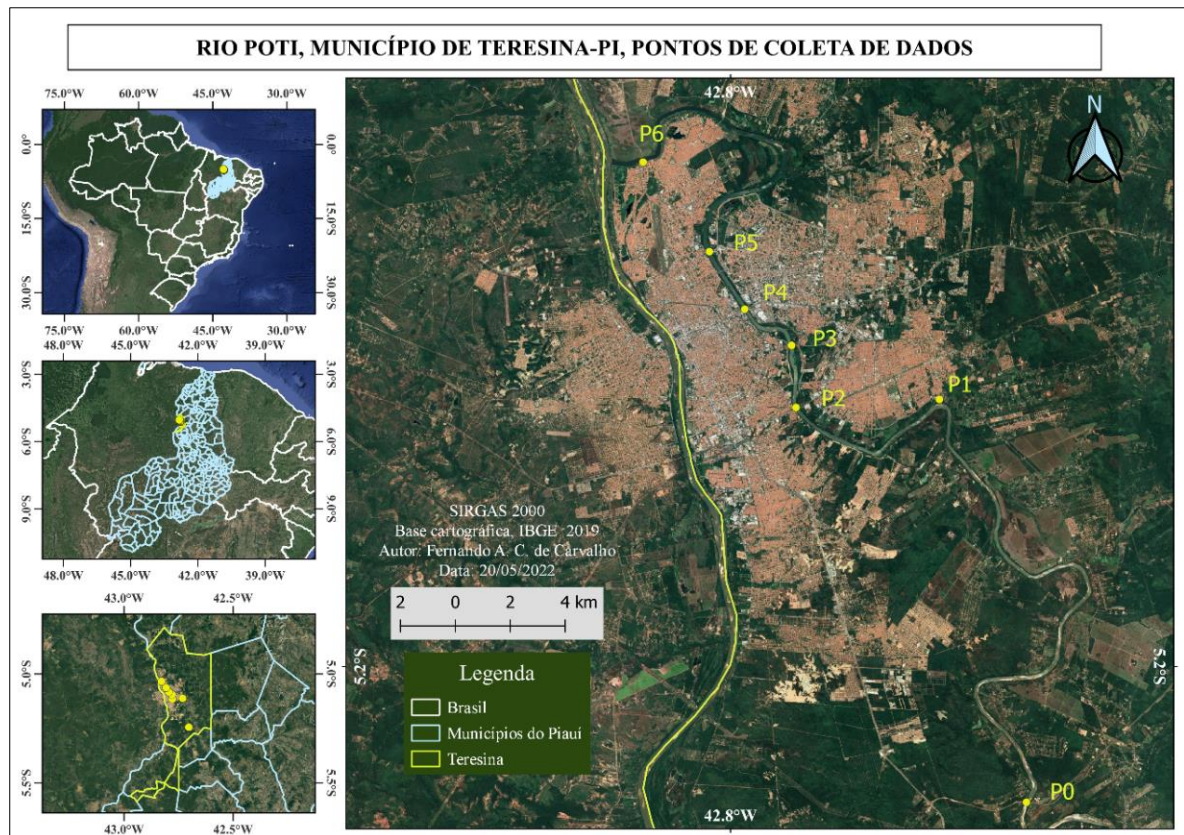 RIO POTI, MUNICÍPIO DE TERESINA-PI, PONTOS DE COLETA DE DADOS
75.0°W 60.0°W 45.0°W 30.0°W
0.0° 0.0°
15.0°S 15.0°S
30.0°S 30.0°S
75.0°W 60.0°W 45.0°W 30.0°W
48.0°W 45.0°W 42.0°W 39.0°W
3.0°S 3.0°S
6.0°S 6.0°S
9.0°S 9.0°S
48.0°W 45.0°W 42.0°W 39.0°W
43.0°W 42.5°W
5.0°S 5.0°S
5.5°S 5.5°S
43.0°W 42.5°W
42.8°W
N
P6
P5
P4
P3
P2
P1
P0
SIRGAS 2000
Base cartográfica, IBGE 2019
Autor: Fernando A. C. de Carvalho
Data: 20/05/2022
2 0 2 4 km
5.2°S 5.2°S
Legenda
Brasil
Municípios do Piauí
Teresina
42.8°W